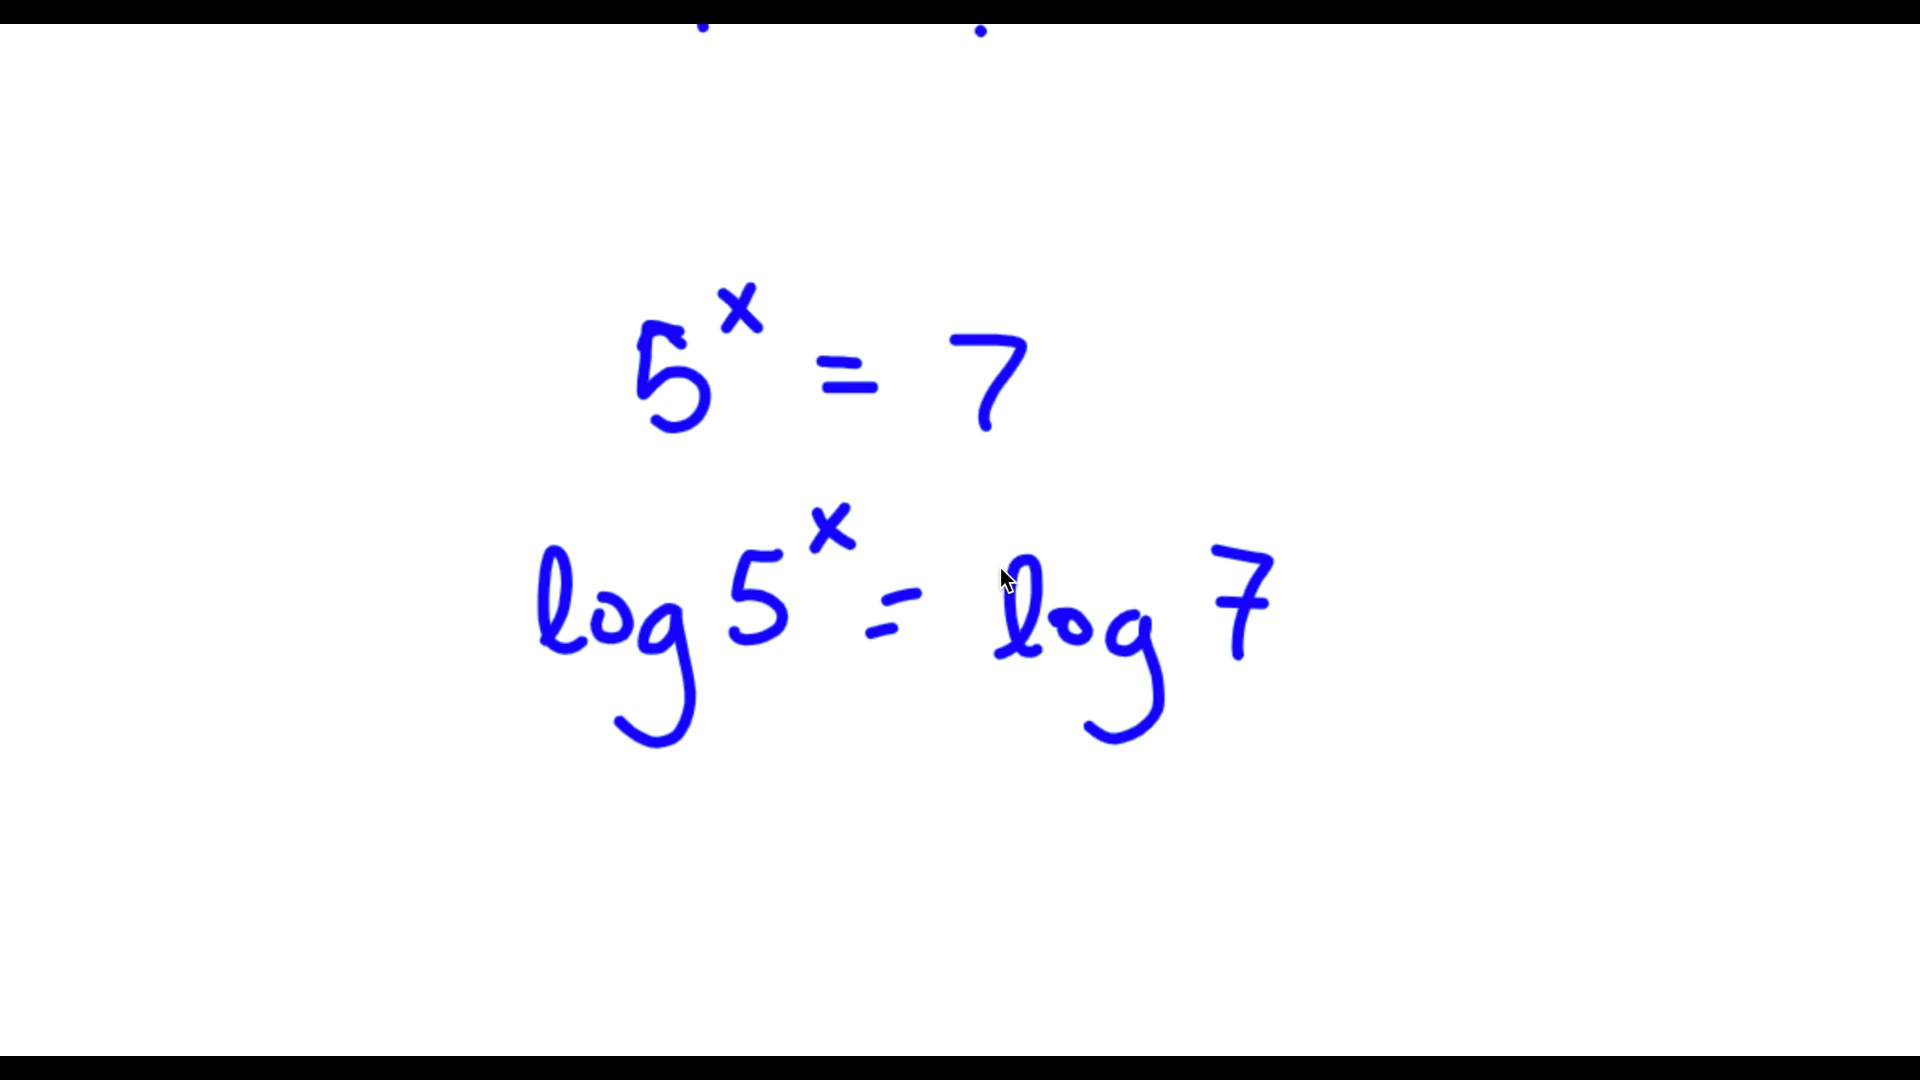 5^x = 7
log 5^x = log 7